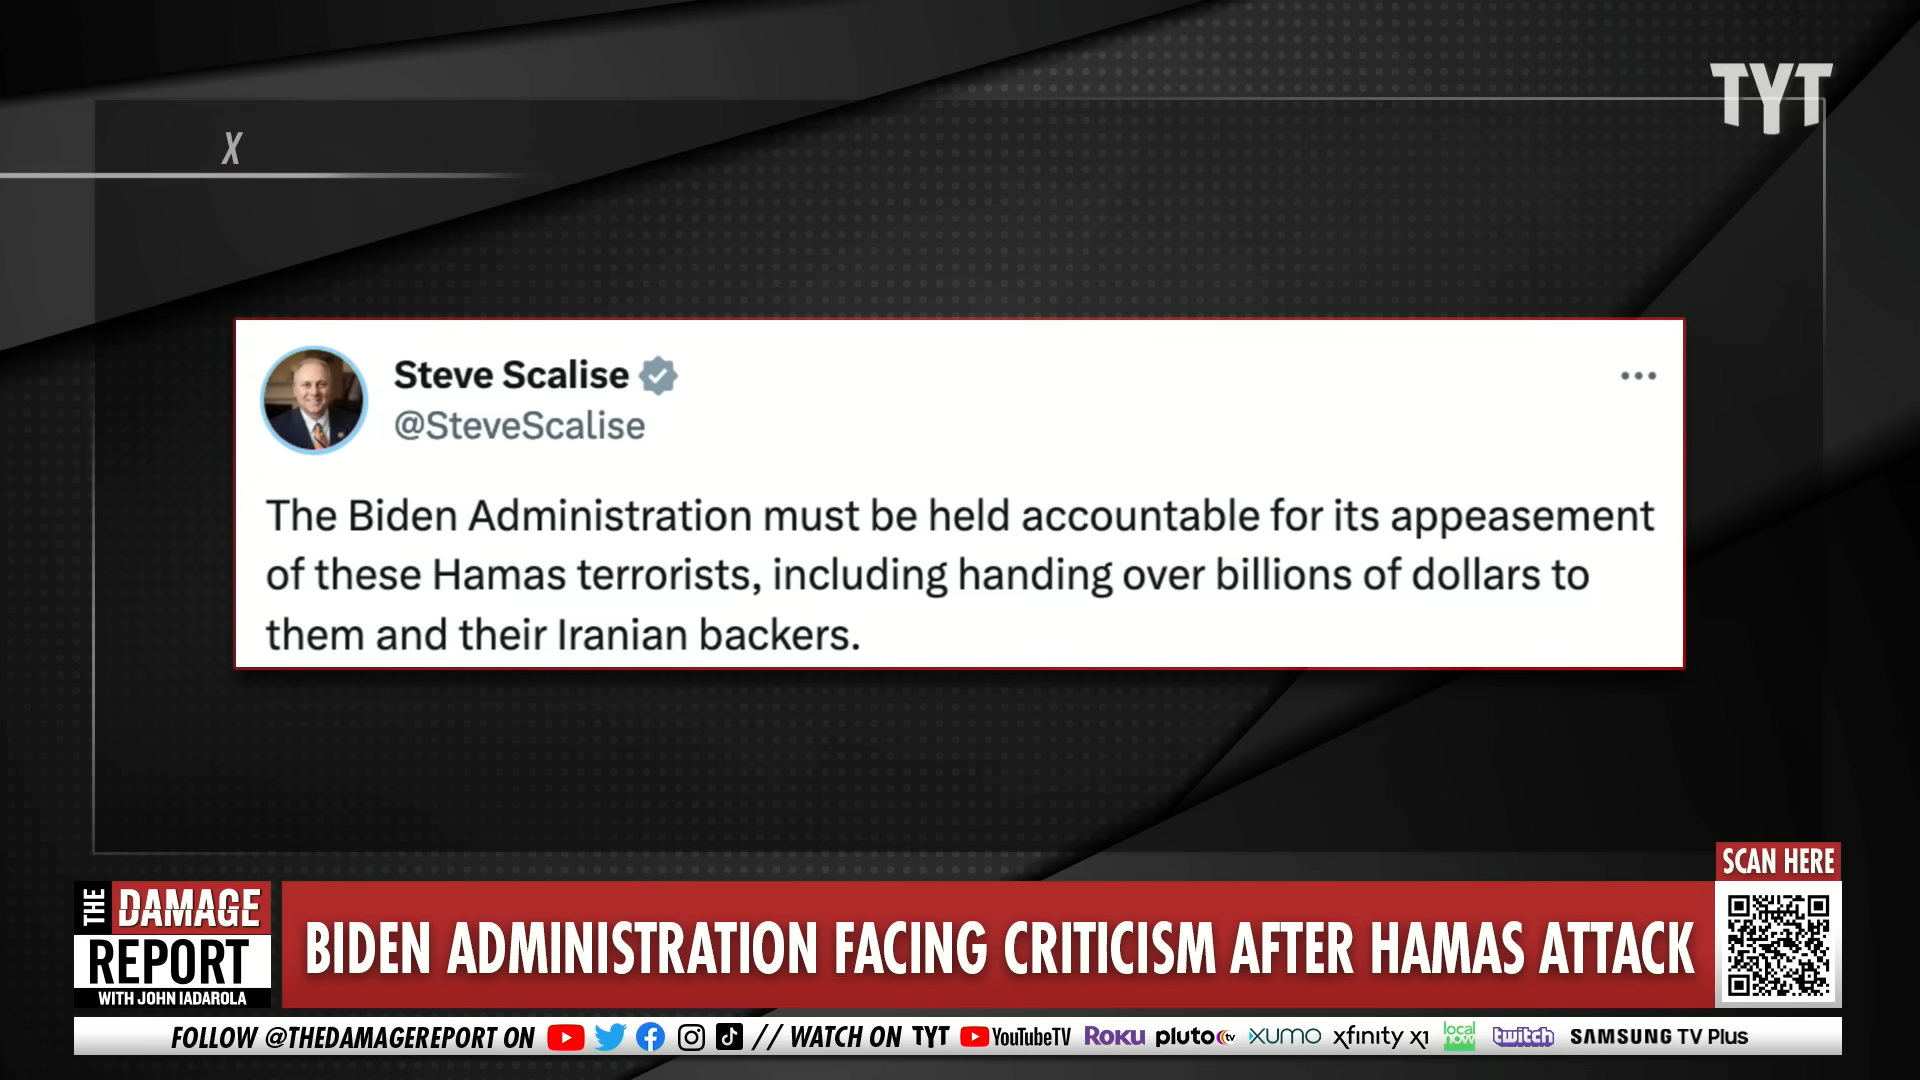 TYT
X
Steve Scalise
@SteveScalise
The Biden Administration must be held accountable for its appeasement
of these Hamas terrorists, including handing over billions of dollars to
them and their Iranian backers.
SCAN HERE
THE DAMAGE
REPORT
WITH JOHN IADAROLA
BIDEN ADMINISTRATION FACING CRITICISM AFTER HAMAS ATTACK
FOLLOW @THEDAMAGEREPORT ON // WATCH ON TYT YouTubeTV ROKU pluto tv XUMO xfinity x1 local now twitch SAMSUNG TV Plus